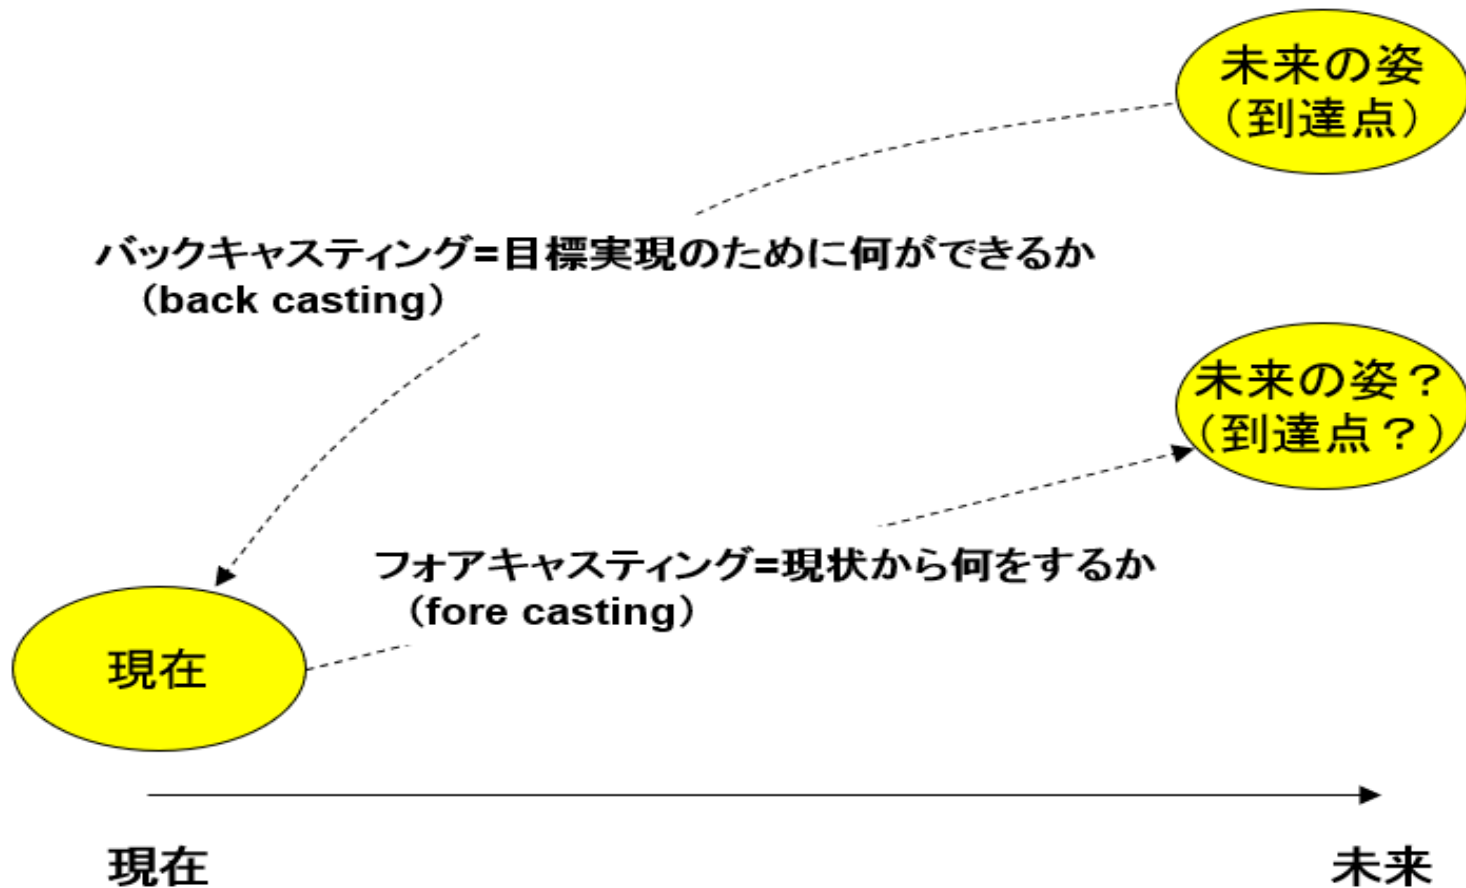 未来の姿
（到達点）
バックキャスティング=目標実現のために何ができるか
（back casting）
未来の姿？
（到達点？）
フォアキャスティング=現状から何をするか
（fore casting）
現在
現在
未来